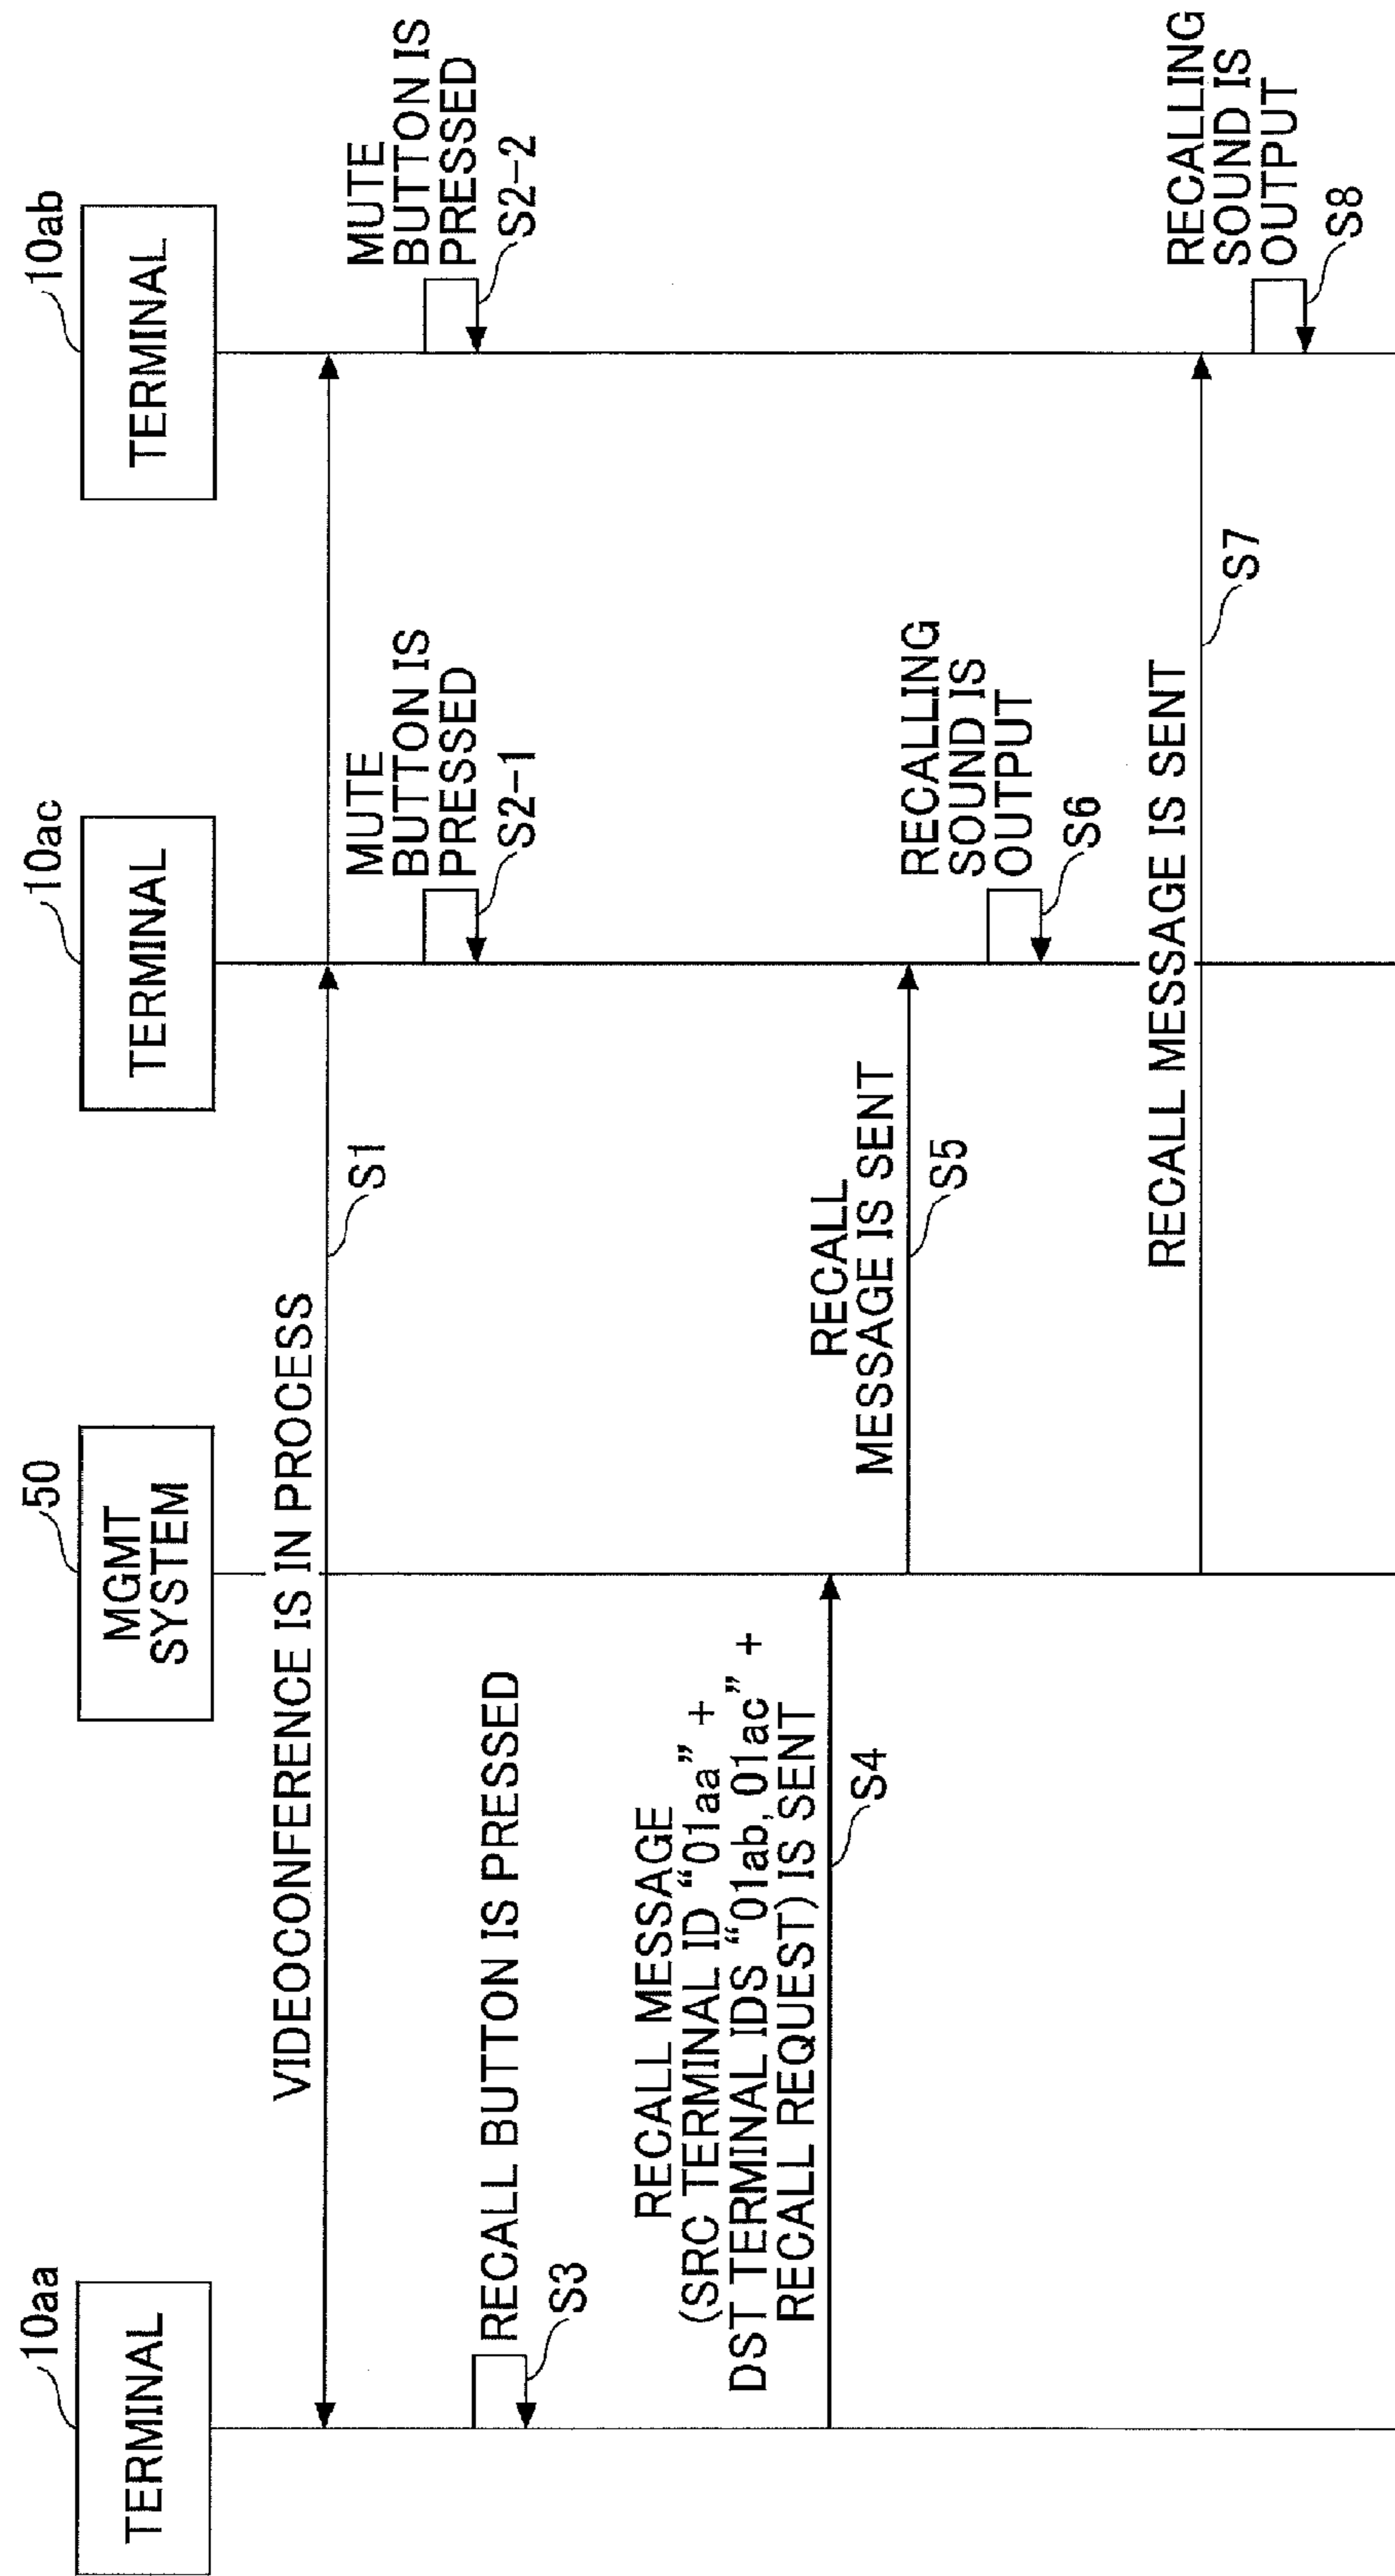 10aa
TERMINAL
50
MGMT
SYSTEM
10ac
TERMINAL
10ab
TERMINAL
VIDEOCONFERENCE IS IN PROCESS
S1
MUTE
BUTTON IS
PRESSED
S2-1
MUTE
BUTTON IS
PRESSED
S2-2
RECALL BUTTON IS PRESSED
S3
RECALL MESSAGE
(SRC TERMINAL ID “01aa” +
DST TERMINAL IDS “01ab, 01ac” +
RECALL REQUEST) IS SENT
S4
RECALL
MESSAGE IS SENT
S5
RECALLING
SOUND IS
OUTPUT
S6
RECALL MESSAGE IS SENT
S7
RECALLING
SOUND IS
OUTPUT
S8